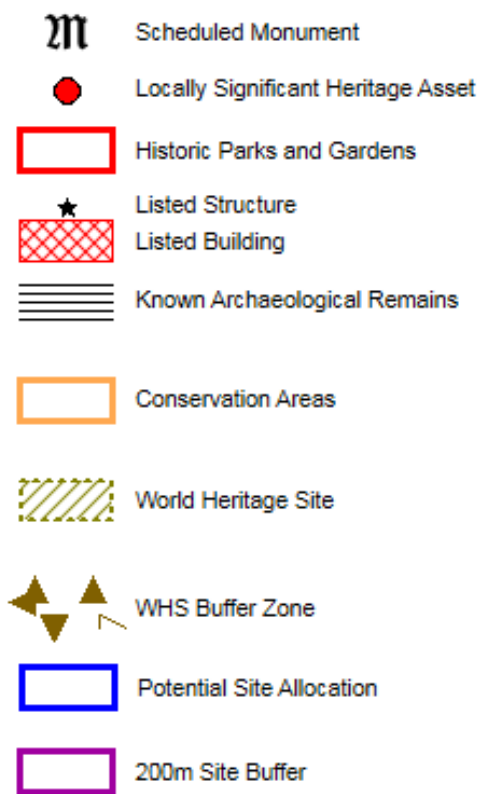 𝔐 Scheduled Monument
Locally Significant Heritage Asset
Historic Parks and Gardens
Listed Structure
Listed Building
Known Archaeological Remains
Conservation Areas
World Heritage Site
WHS Buffer Zone
Potential Site Allocation
200m Site Buffer